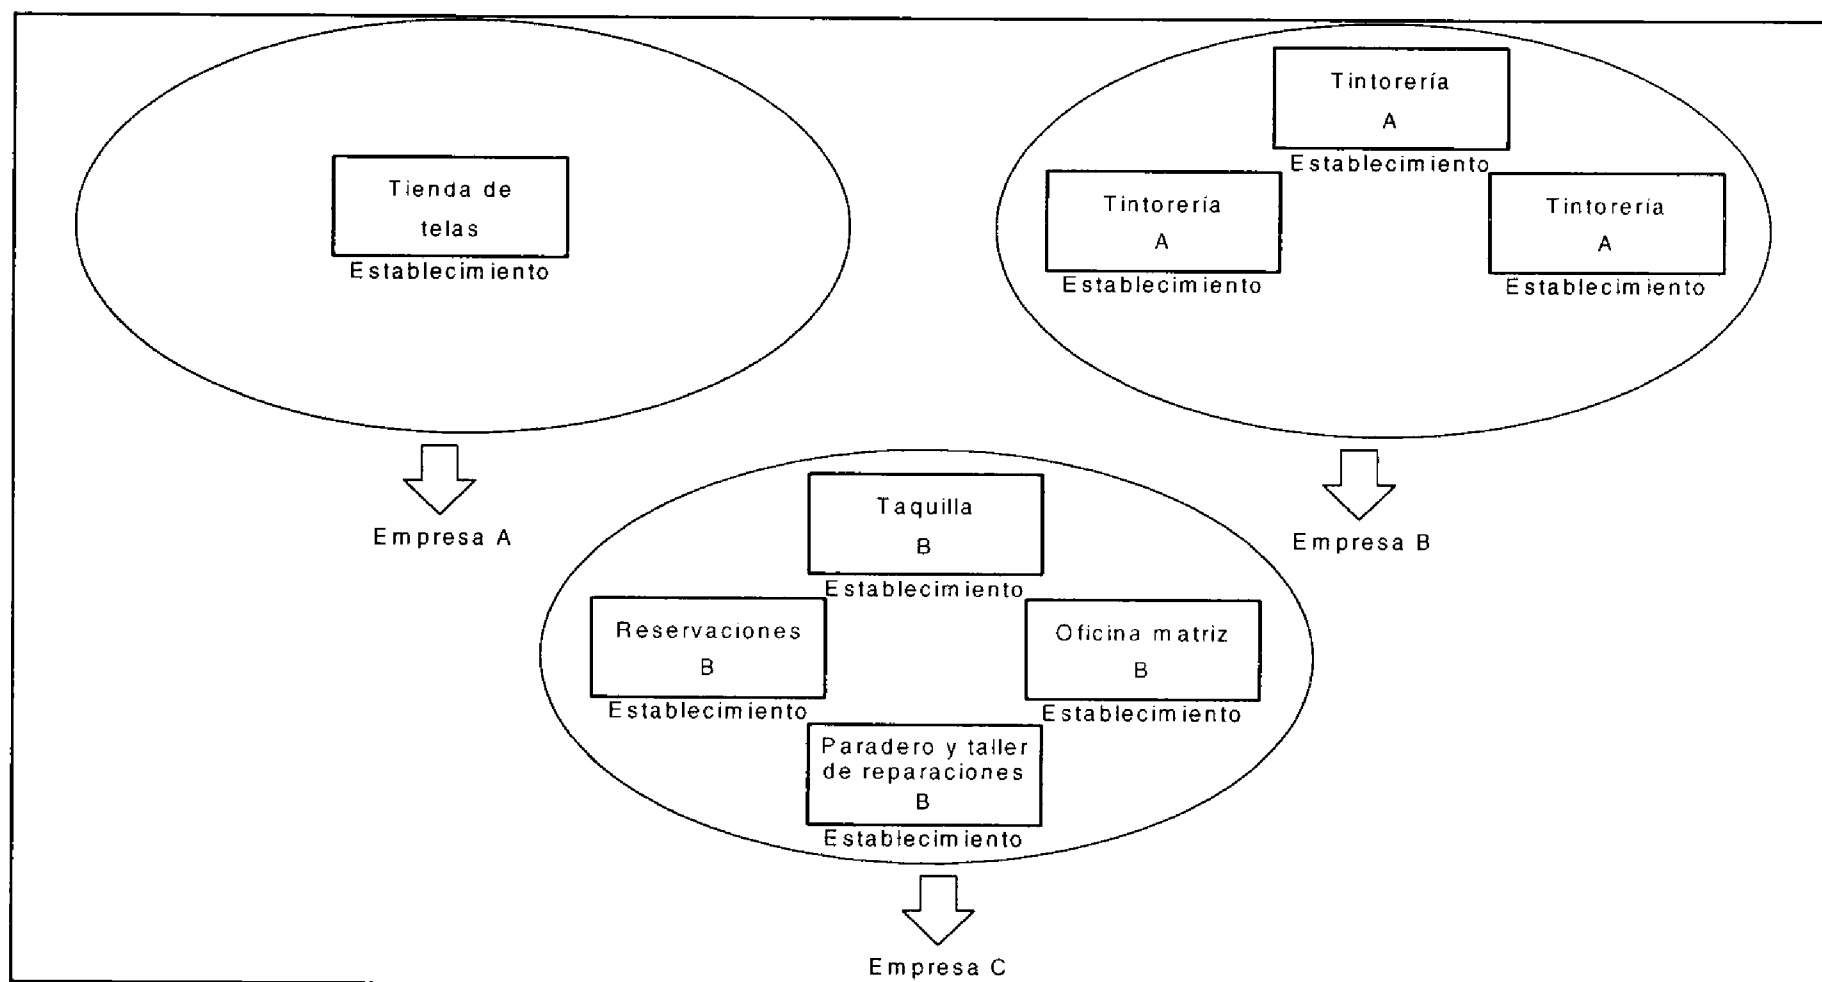 Tienda de
telas
Establecimiento
Empresa A
Tintorería
A
Establecimiento
Tintorería
A
Establecimiento
Tintorería
A
Establecimiento
Empresa B
Taquilla
B
Establecimiento
Reservaciones
B
Establecimiento
Oficina matriz
B
Establecimiento
Paradero y taller
de reparaciones
B
Establecimiento
Empresa C